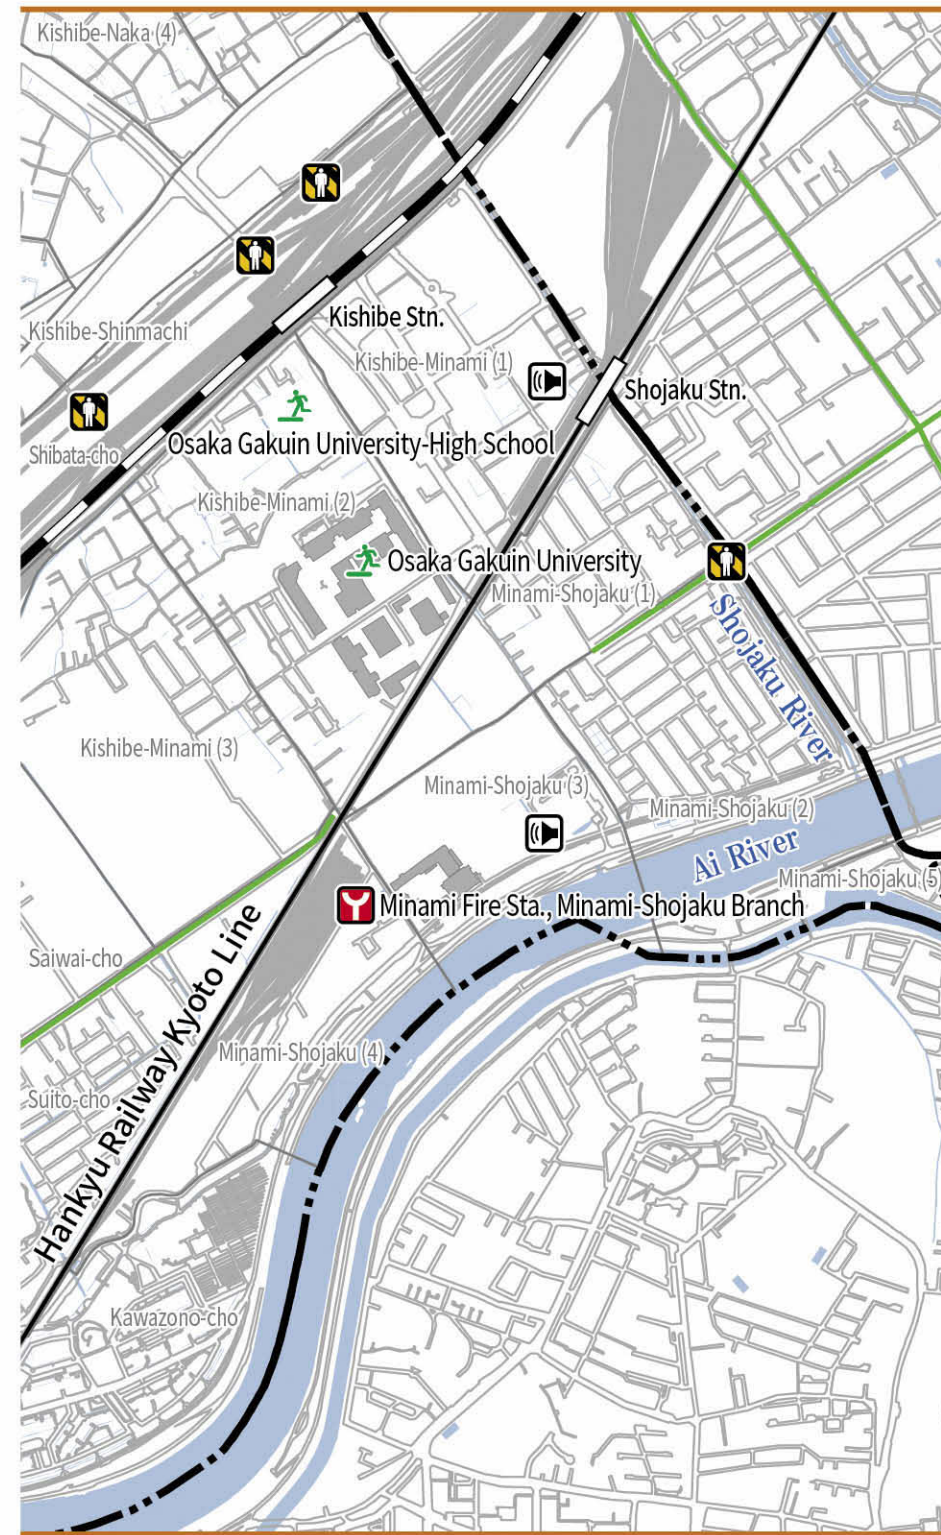 Kishibe-Naka (4)
Kishibe-Shinmachi
Kishibe Stn.
Kishibe-Minami (1)
Shojaku Stn.
Shibata-cho
Osaka Gakuin University-High School
Kishibe-Minami (2)
Osaka Gakuin University
Minami-Shojaku (1)
Shojaku River
Kishibe-Minami (3)
Minami-Shojaku (3)
Minami-Shojaku (2)
Ai River
Minami-Shojaku (5)
Minami Fire Sta., Minami-Shojaku Branch
Saiwai-cho
Hankyu Railway Kyoto Line
Minami-Shojaku (4)
Suito-cho
Kawazono-cho